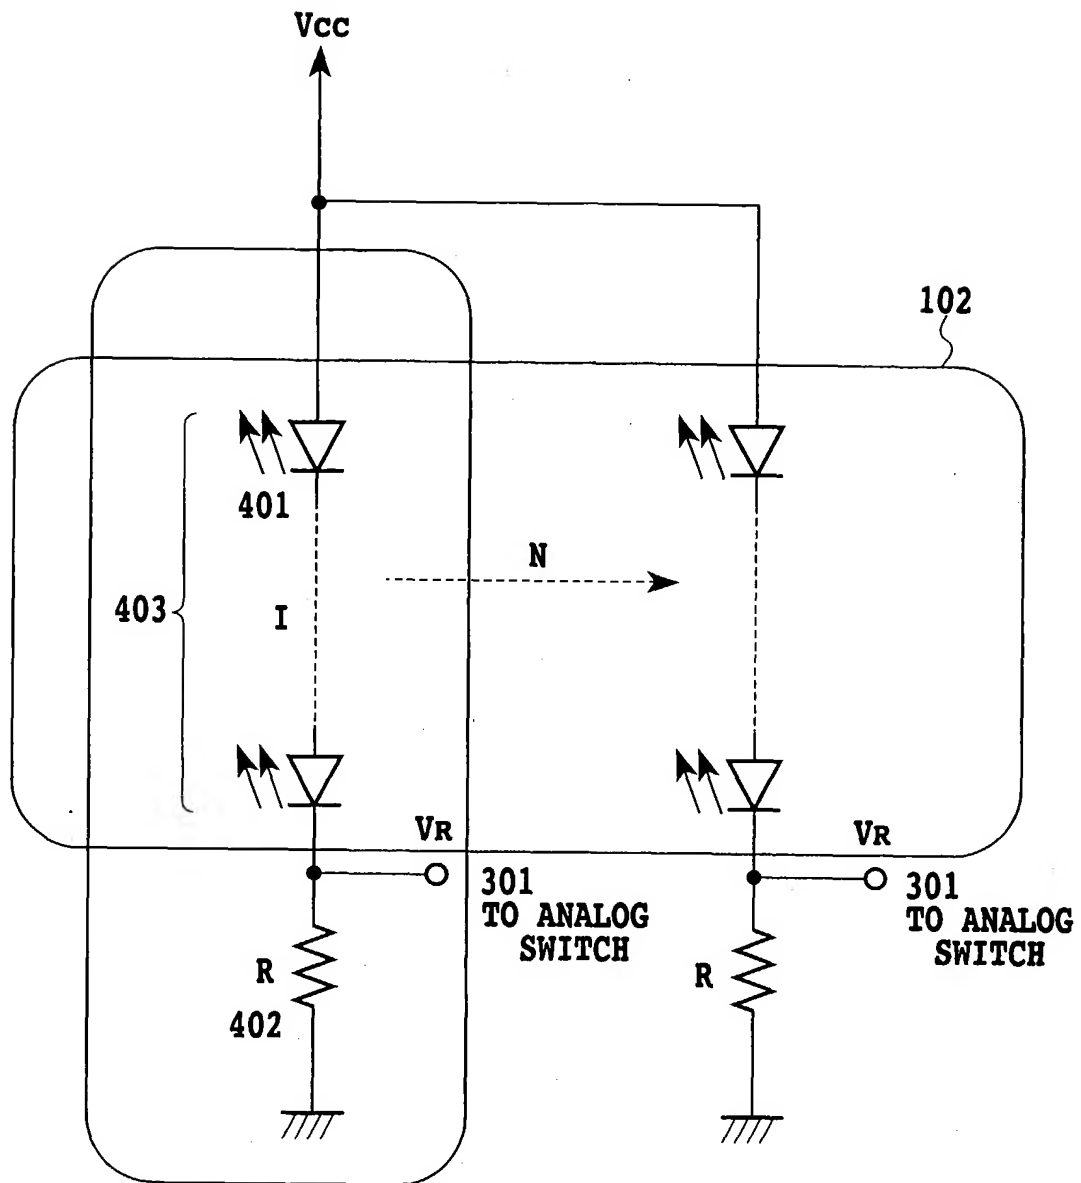 Vcc
102
401
N
403
I
VR
VR
301
TO ANALOG
SWITCH
301
TO ANALOG
SWITCH
R
402
R